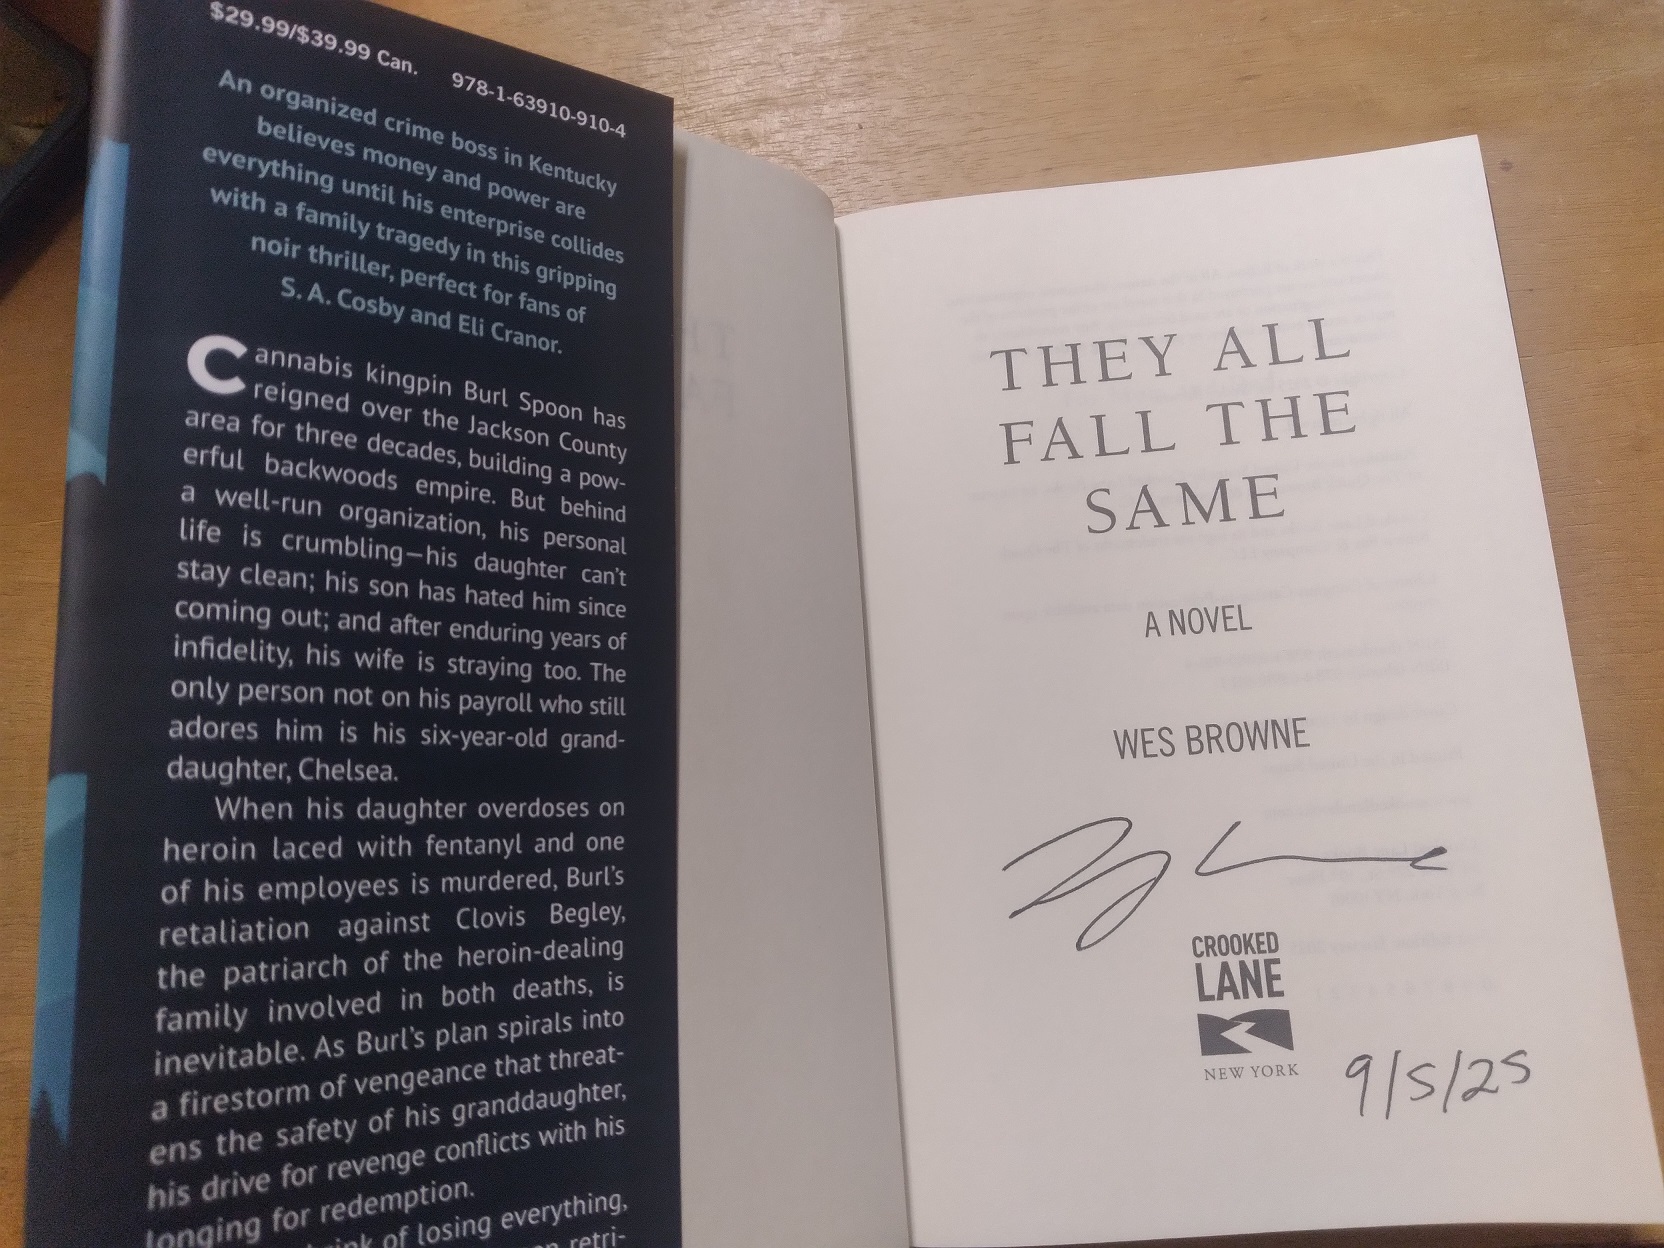 $29.99/$39.99 Can. 978-1-63910-910-4
An organized crime boss in Kentucky
believes money and power are
everything until his enterprise collides
with a family tragedy in this gripping
noir thriller, perfect for fans of
S. A. Cosby and Eli Cranor.
Cannabis kingpin Burl Spoon has
reigned over the Jackson County
area for three decades, building a pow-
erful backwoods empire. But behind
a well-run organization, his personal
life is crumbling—his daughter can't
stay clean; his son has hated him since
coming out; and after enduring years of
infidelity, his wife is straying too. The
only person not on his payroll who still
adores him is his six-year-old grand-
daughter, Chelsea.
When his daughter overdoses on
heroin laced with fentanyl and one
of his employees is murdered, Burl's
retaliation against Clovis Begley,
the patriarch of the heroin-dealing
family involved in both deaths, is
inevitable. As Burl's plan spirals into
a firestorm of vengeance that threat-
ens the safety of his granddaughter,
his drive for revenge conflicts with his
longing for redemption.
of losing everything,
retri-
THEY ALL
FALL THE
SAME
A NOVEL
WES BROWNE
CROOKED
LANE
NEW YORK
9/5/25